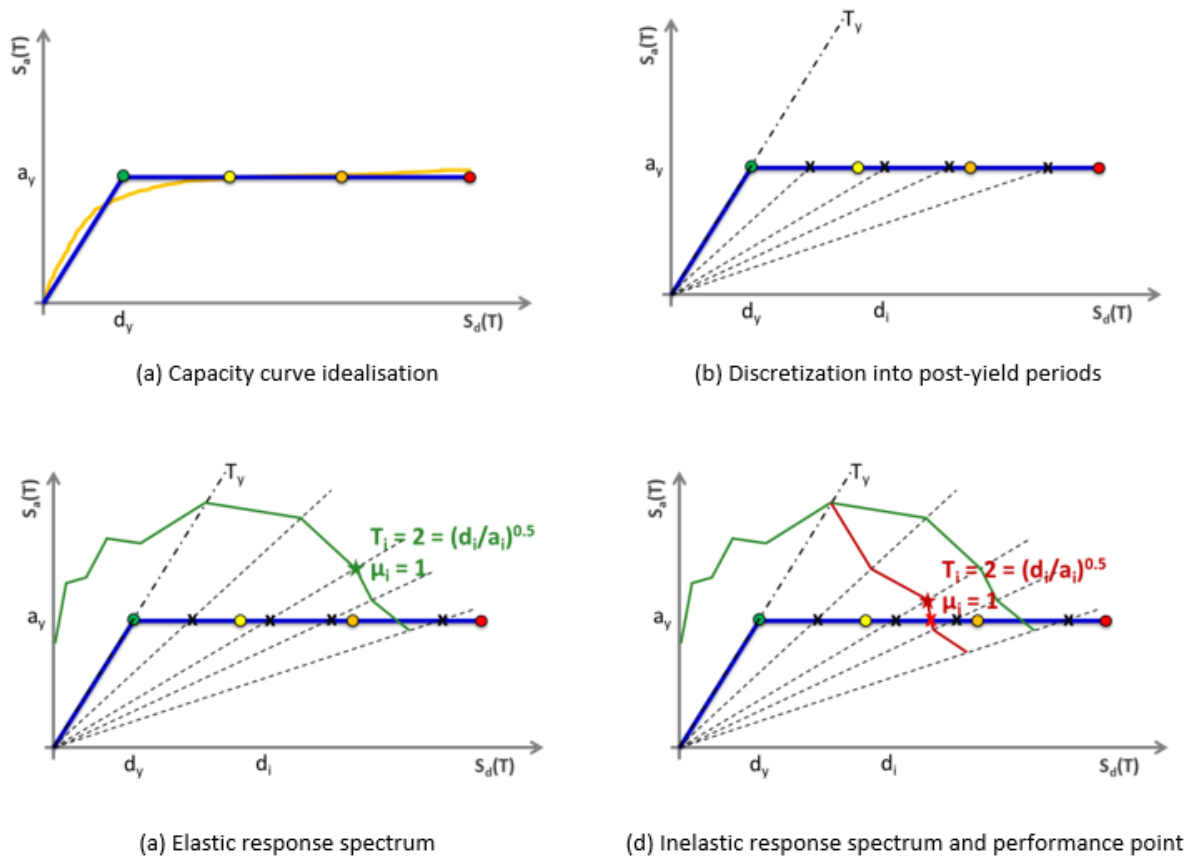 Sa(T)
ay
dy
Sd(T)
(a) Capacity curve idealisation
Ty
Sa(T)
ay
dy
di
Sd(T)
(b) Discretization into post-yield periods
Ty
Sa(T)
Ti = 2 = (di/ai)^0.5
μi = 1
ay
dy
di
Sd(T)
(a) Elastic response spectrum
Ty
Sa(T)
Ti = 2 = (di/ai)^0.5
μi = 1
ay
dy
di
Sd(T)
(d) Inelastic response spectrum and performance point